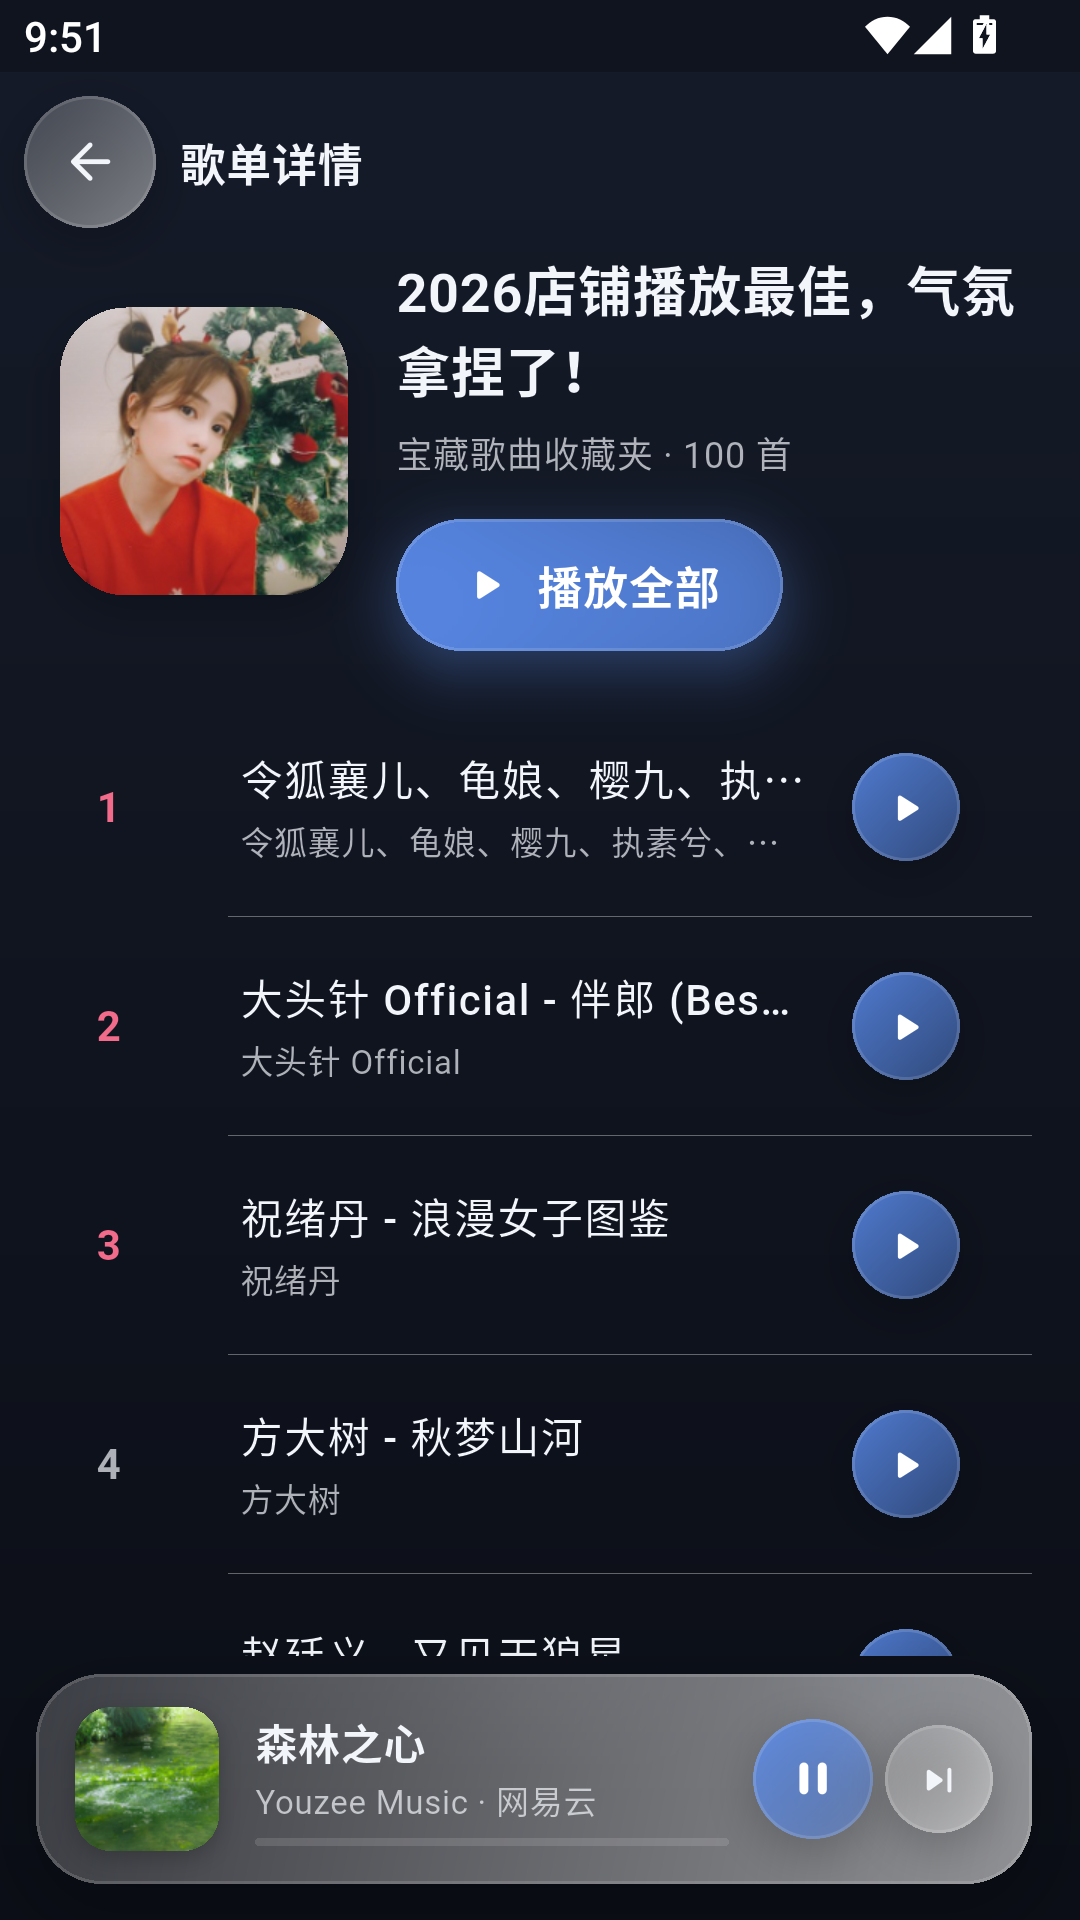 9:51
歌单详情
2026店铺播放最佳，气氛
拿捏了！
宝藏歌曲收藏夹 · 100 首
播放全部
1
令狐襄儿、龟娘、樱九、执…
令狐襄儿、龟娘、樱九、执素兮、…
2
大头针 Official - 伴郎 (Bes...
大头针 Official
3
祝绪丹 - 浪漫女子图鉴
祝绪丹
4
方大树 - 秋梦山河
方大树
森林之心
Youzee Music · 网易云